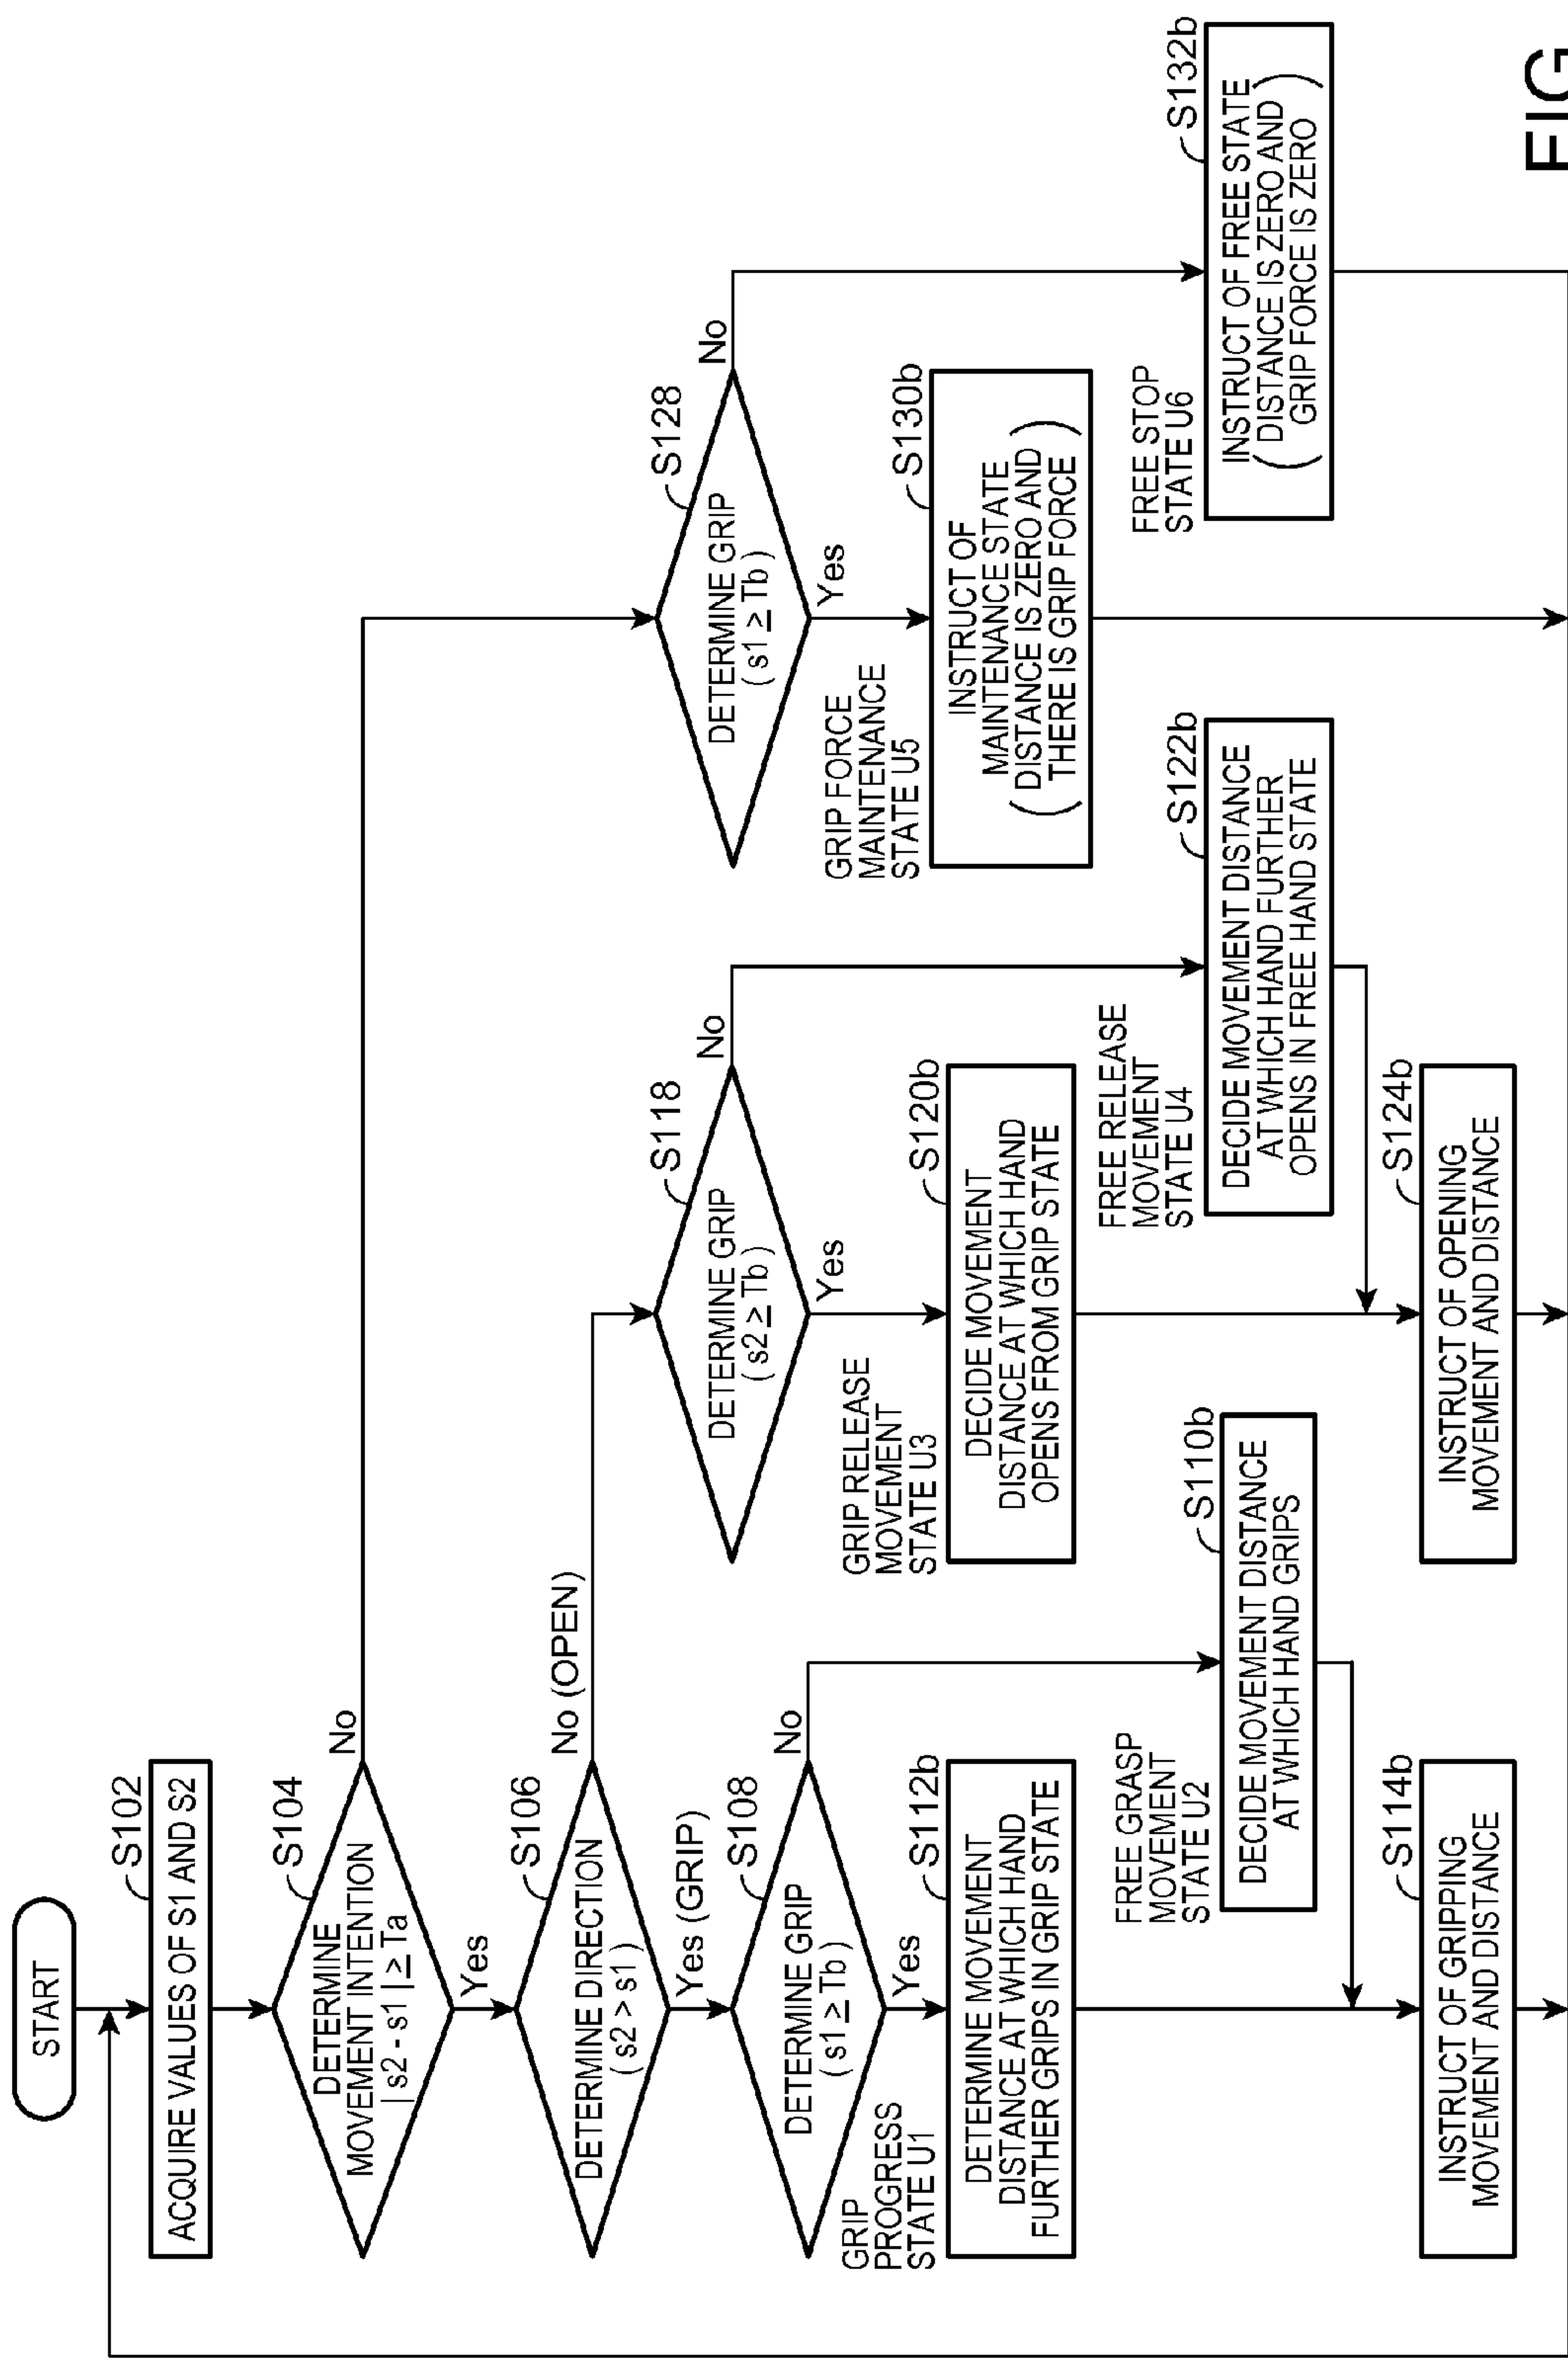 START
S102
ACQUIRE VALUES OF S1 AND S2
S104
DETERMINE
MOVEMENT INTENTION
| s2 - s1 | ≥ Ta
No
Yes
S106
DETERMINE DIRECTION
( s2 > s1 )
No (OPEN)
Yes (GRIP)
S108
DETERMINE GRIP
( s1 ≥ Tb )
No
Yes
GRIP
PROGRESS
STATE U1
S112b
DETERMINE MOVEMENT
DISTANCE AT WHICH HAND
FURTHER GRIPS IN GRIP STATE
FREE GRASP
MOVEMENT
STATE U2
S110b
DECIDE MOVEMENT DISTANCE
AT WHICH HAND GRIPS
S114b
INSTRUCT OF GRIPPING
MOVEMENT AND DISTANCE
S118
DETERMINE GRIP
( s2 ≥ Tb )
No
Yes
GRIP RELEASE
MOVEMENT
STATE U3
S120b
DECIDE MOVEMENT
DISTANCE AT WHICH HAND
OPENS FROM GRIP STATE
FREE RELEASE
MOVEMENT
STATE U4
S122b
DECIDE MOVEMENT DISTANCE
AT WHICH HAND FURTHER
OPENS IN FREE HAND STATE
S124b
INSTRUCT OF OPENING
MOVEMENT AND DISTANCE
S128
DETERMINE GRIP
( s1 ≥ Tb )
No
Yes
GRIP FORCE
MAINTENANCE
STATE U5
S130b
INSTRUCT OF
MAINTENANCE STATE
( DISTANCE IS ZERO AND
THERE IS GRIP FORCE )
FREE STOP
STATE U6
S132b
INSTRUCT OF FREE STATE
( DISTANCE IS ZERO AND
GRIP FORCE IS ZERO )
FIG